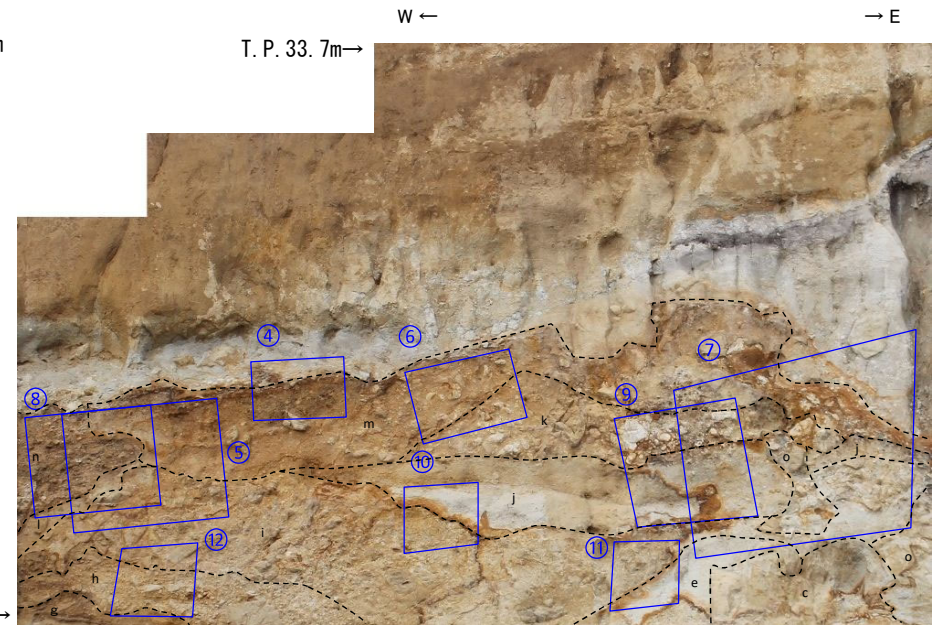 W ← → E
m
T. P. 33. 7m→
④
⑥
⑦
⑧
⑨
m
k
⑤
n
⑩
o
j
j
j
⑫
i
⑪
o
h
e
c
g
→